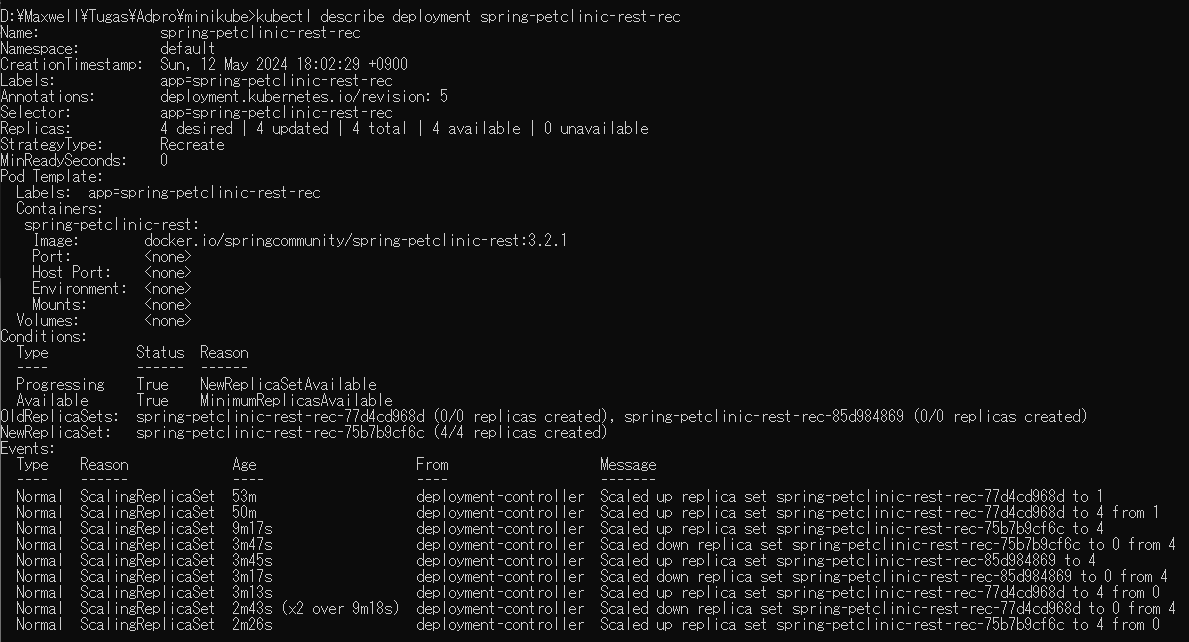 D:¥Maxwell¥Tugas¥Adpro¥minikube>kubectl describe deployment spring-petclinic-rest-rec
Name:                   spring-petclinic-rest-rec
Namespace:              default
CreationTimestamp:  Sun, 12 May 2024 18:02:29 +0900
Labels:                 app=spring-petclinic-rest-rec
Annotations:            deployment.kubernetes.io/revision: 5
Selector:               app=spring-petclinic-rest-rec
Replicas:               4 desired | 4 updated | 4 total | 4 available | 0 unavailable
StrategyType:       Recreate
MinReadySeconds:    0
Pod Template:
  Labels:  app=spring-petclinic-rest-rec
  Containers:
   spring-petclinic-rest:
    Image:        docker.io/springcommunity/spring-petclinic-rest:3.2.1
    Port:         <none>
    Host Port:    <none>
    Environment:  <none>
    Mounts:       <none>
  Volumes:        <none>
Conditions:
  Type           Status  Reason
  ----           ------  ------
  Progressing    True    NewReplicaSetAvailable
  Available      True    MinimumReplicasAvailable
OldReplicaSets:  spring-petclinic-rest-rec-77d4cd968d (0/0 replicas created), spring-petclinic-rest-rec-85d984869 (0/0 replicas created)
NewReplicaSet:   spring-petclinic-rest-rec-75b7b9cf6c (4/4 replicas created)
Events:
  Type    Reason             Age                    From                   Message
  ----    ------             ----                   ----                   -------
  Normal  ScalingReplicaSet  53m                    deployment-controller  Scaled up replica set spring-petclinic-rest-rec-77d4cd968d to 1
  Normal  ScalingReplicaSet  50m                    deployment-controller  Scaled up replica set spring-petclinic-rest-rec-77d4cd968d to 4 from 1
  Normal  ScalingReplicaSet  9m17s                  deployment-controller  Scaled up replica set spring-petclinic-rest-rec-75b7b9cf6c to 4
  Normal  ScalingReplicaSet  3m47s                  deployment-controller  Scaled down replica set spring-petclinic-rest-rec-75b7b9cf6c to 0 from 4
  Normal  ScalingReplicaSet  3m45s                  deployment-controller  Scaled up replica set spring-petclinic-rest-rec-85d984869 to 4
  Normal  ScalingReplicaSet  3m17s                  deployment-controller  Scaled down replica set spring-petclinic-rest-rec-85d984869 to 0 from 4
  Normal  ScalingReplicaSet  3m13s                  deployment-controller  Scaled up replica set spring-petclinic-rest-rec-77d4cd968d to 4 from 0
  Normal  ScalingReplicaSet  2m43s (x2 over 9m18s)  deployment-controller  Scaled down replica set spring-petclinic-rest-rec-77d4cd968d to 0 from 4
  Normal  ScalingReplicaSet  2m26s                  deployment-controller  Scaled up replica set spring-petclinic-rest-rec-75b7b9cf6c to 4 from 0